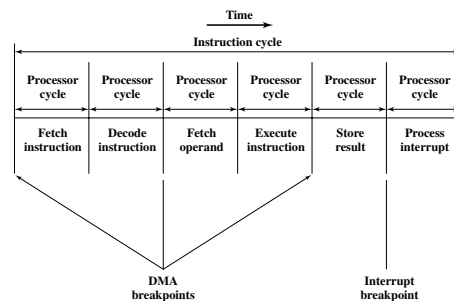 Time
Instruction cycle
Processor Processor Processor Processor Processor Processor
cycle cycle cycle cycle cycle cycle
Fetch Decode Fetch Execute Store Process
instruction instruction operand instruction result interrupt
DMA Interrupt
breakpoints breakpoint